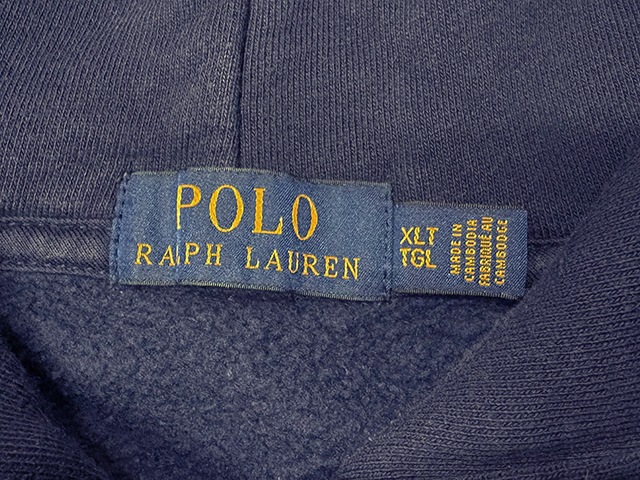 POLO
RALPH LAUREN
XLT
TGL
MADE IN
CAMBODIA
FABRIQUÉ AU
CAMBODGE